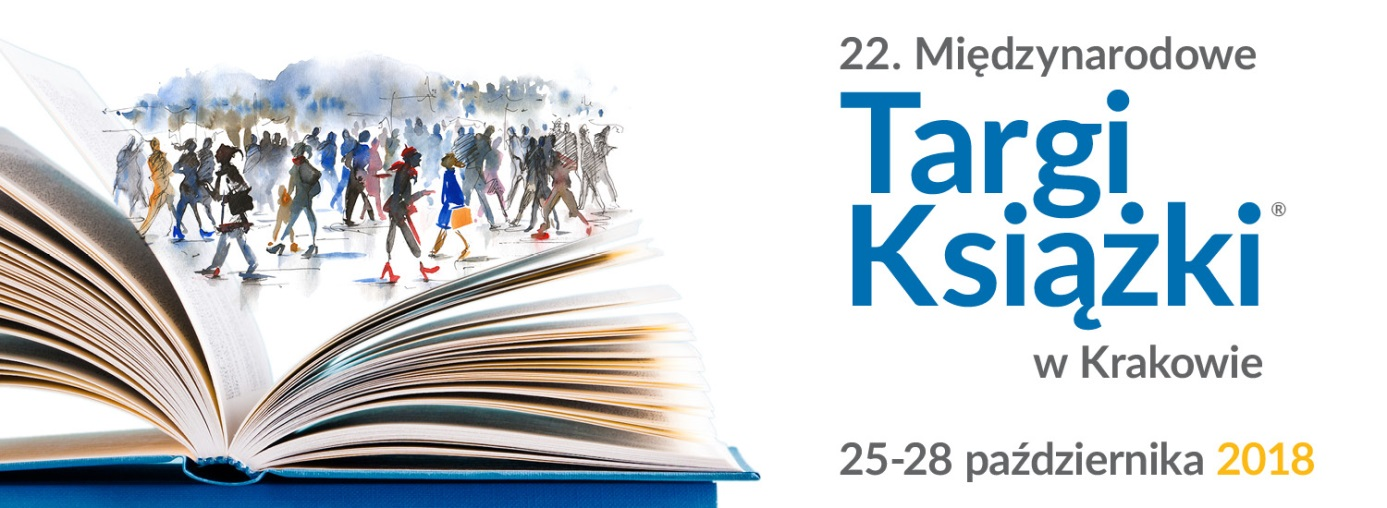 22. Międzynarodowe
Targi
Książki®
w Krakowie
25-28 października 2018